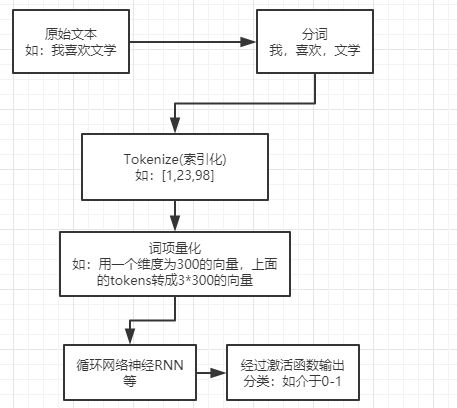 原始文本
如：我喜欢文学
分词
我，喜欢，文学
Tokenize(索引化)
如：[1,23,98]
词项量化
如：用一个维度为300的向量，上面
的tokens转成3*300的向量
循环网络神经RNN
等
经过激活函数输出
分类：如介于0-1